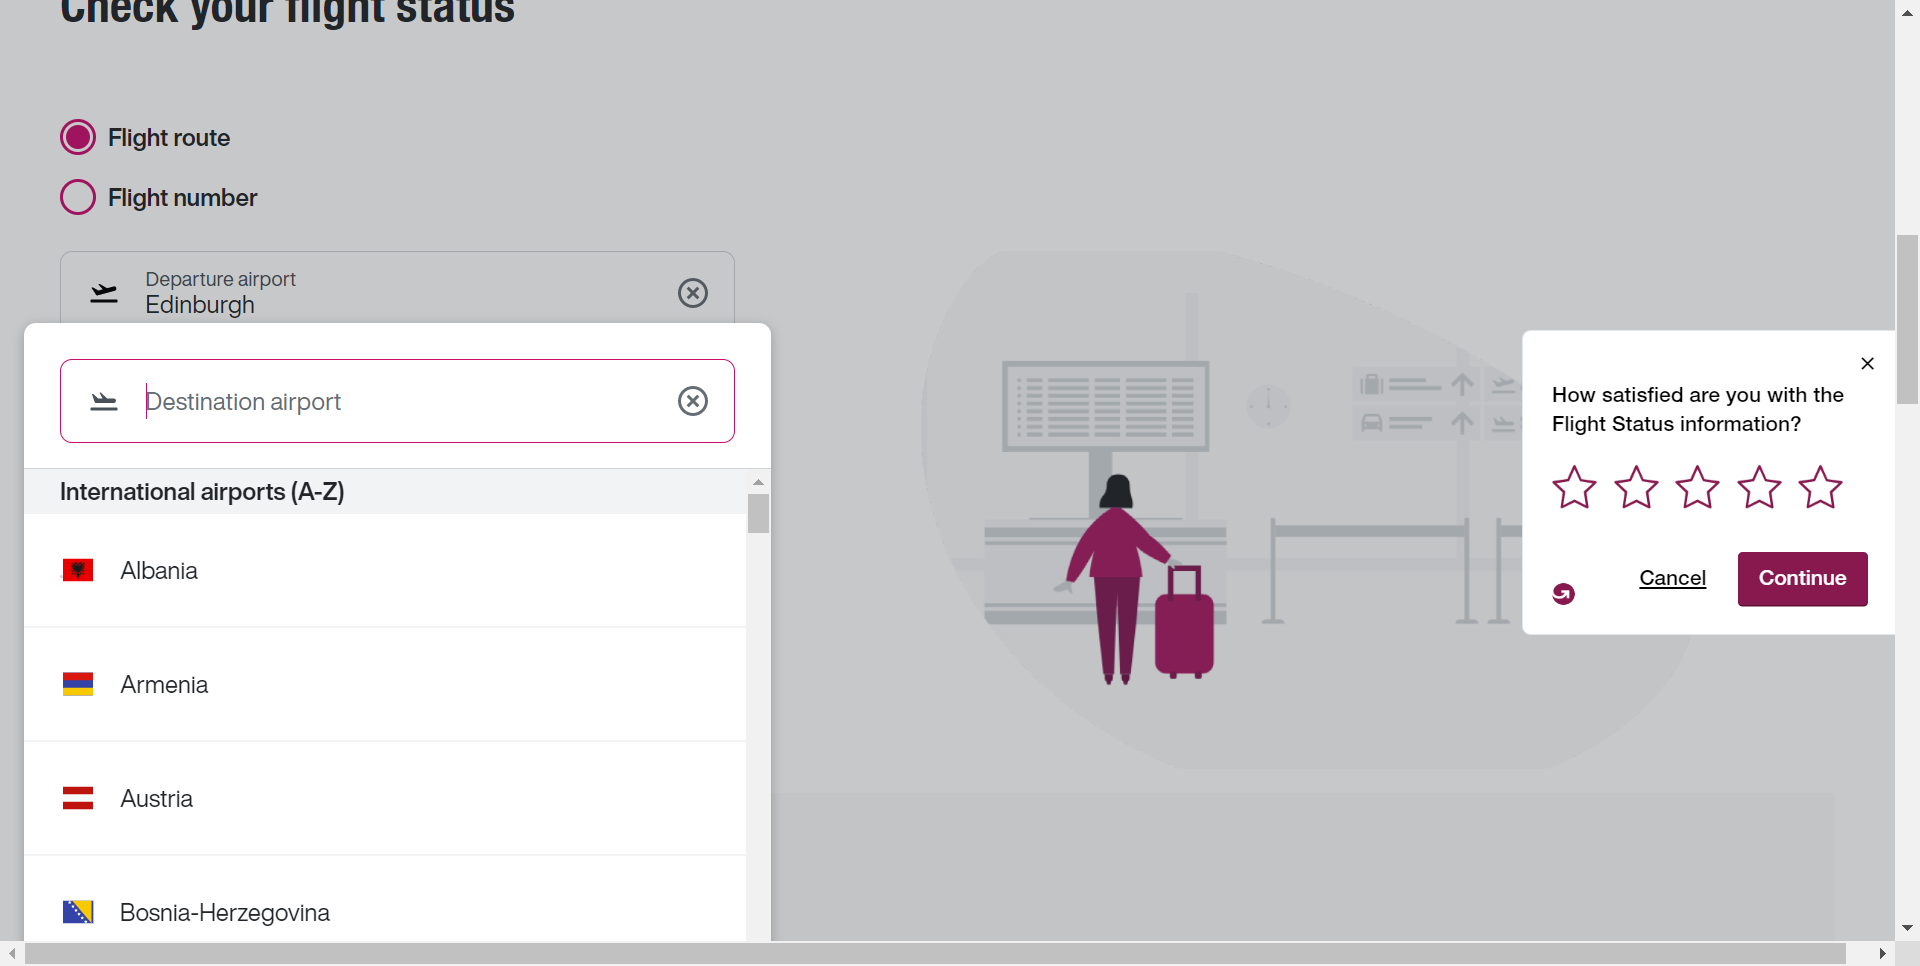 Check your flight status
Flight route
Flight number
Departure airport
Edinburgh
Destination airport
International airports (A-Z)
Albania
Armenia
Austria
Bosnia-Herzegovina
How satisfied are you with the
Flight Status information?
Cancel
Continue